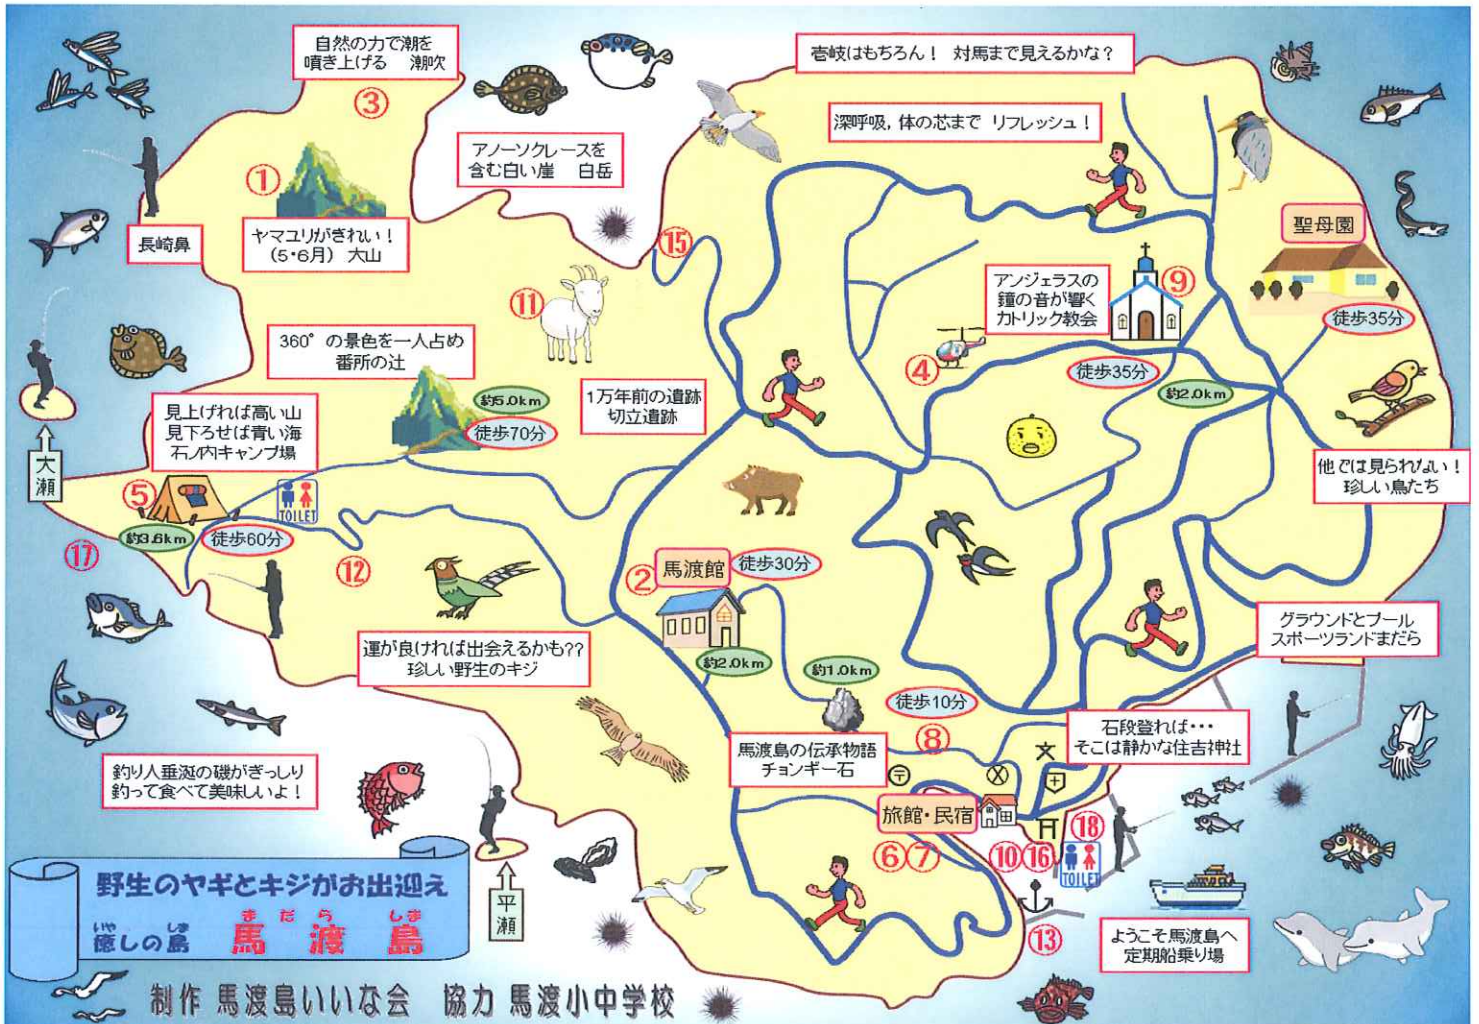 自然の力で潮を
噴き上げる 潮吹
③
壱岐はもちろん! 対馬まで見えるかな?
深呼吸,体の芯まで リフレッシュ!
アノーソクレースを
含む白い崖 白岳
①
ヤマユリがきれい!
(5・6月) 大山
長崎鼻
⑮
聖母園
徒歩35分
アンジェラスの
鐘の音が響く
カトリック教会
⑨
⑪
④
徒歩35分
約2.0km
360°の景色を一人占め
番所の辻
約5.0km
徒歩70分
1万年前の遺跡
切立遺跡
見上げれば高い山
見下ろせば青い海
石ノ内キャンプ場
大瀬
⑤
TOILET
約3.6km
徒歩60分
⑰
⑫
他では見られない!
珍しい鳥たち
②
馬渡館
徒歩30分
約2.0km
約1.0km
徒歩10分
⑧
グラウンドとプール
スポーツランドまだら
運が良ければ出会えるかも??
珍しい野生のキジ
石段登れば・・・
そこは静かな住吉神社
馬渡島の伝承物語
チョンギー石
〒
文
旅館・民宿
⑥⑦
⑩⑯
⑱
TOILET
⑬
釣り人垂涎の磯がぎっしり
釣って食べて美味しいよ!
平瀬
ようこそ馬渡島へ
定期船乗り場
野生のヤギとキジがお出迎え
いや しま
癒しの島
まだら しま
馬渡島
制作 馬渡島いいな会 協力 馬渡小中学校